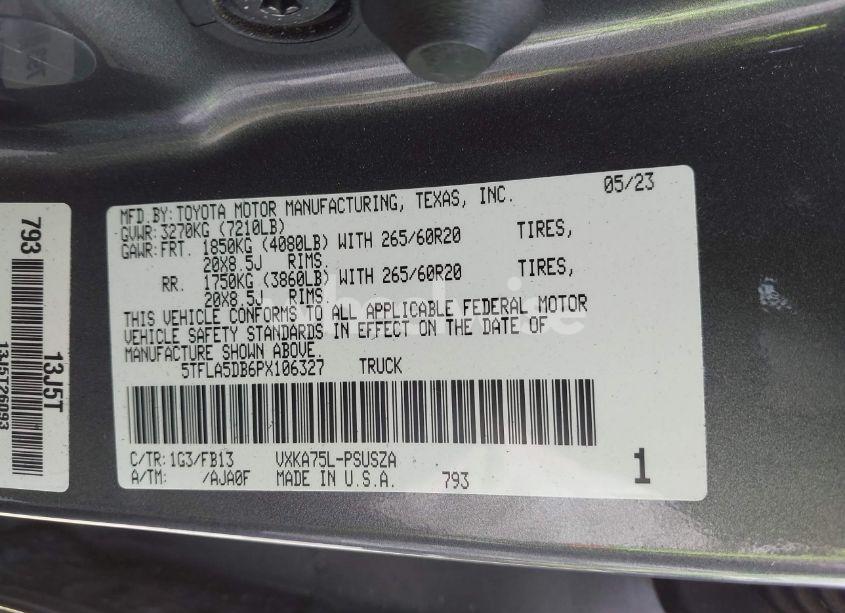 MFD.BY:TOYOTA MOTOR MANUFACTURING, TEXAS, INC. 05/23
GVWR:3270KG (7210LB)
GAWR:FRT. 1850KG (4080LB) WITH 265/60R20 TIRES,
20X8.5J RIMS.
RR. 1750KG (3860LB) WITH 265/60R20 TIRES,
20X8.5J RIMS.
THIS VEHICLE CONFORMS TO ALL APPLICABLE FEDERAL MOTOR
VEHICLE SAFETY STANDARDS IN EFFECT ON THE DATE OF
MANUFACTURE SHOWN ABOVE.
5TFLA5DB6PX106327 TRUCK
C/TR:1G3/FB13 VXKA75L-PSUSZA
A/TM: /AJA0F MADE IN U.S.A. 793 1
793
13J5T
13J5T26093